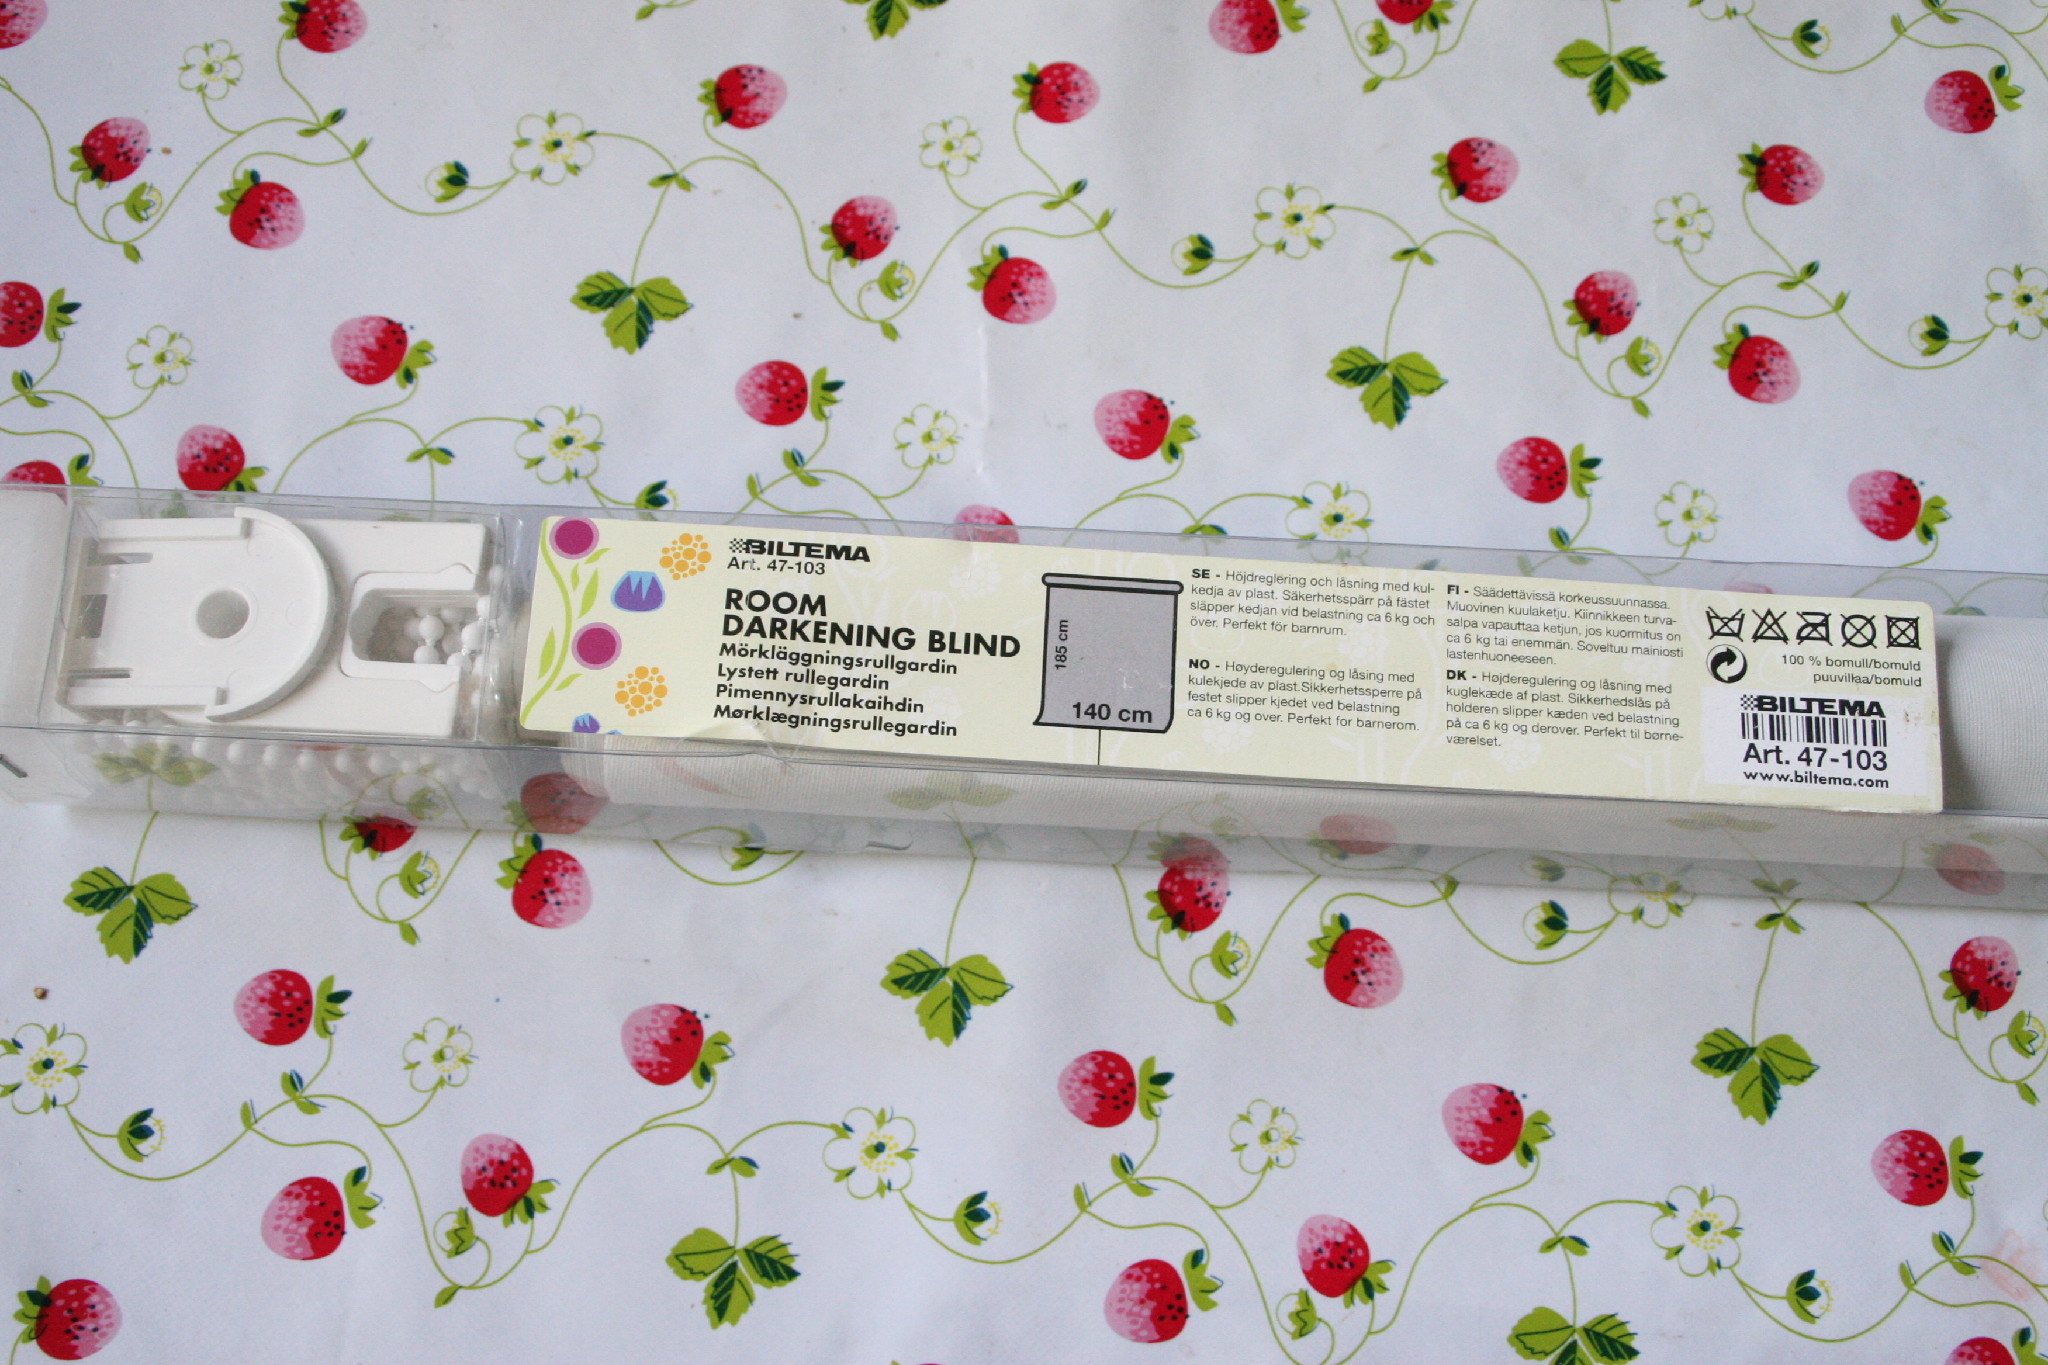 BILTEMA
Art. 47-103
ROOM
DARKENING BLIND
Mörkläggningsrullgardin
Lystett rullegardin
Pimennysrullakaihdin
Mørklægningsrullegardin
185 cm
140 cm
SE - Höjdreglering och låsning med kul-
kedja av plast. Säkerhetsspärr på fästet
släpper kedjan vid belastning ca 6 kg och
över. Perfekt för barnrum.
NO - Høyderegulering og låsing med
kulekjede av plast.Sikkerhetssperre på
festet slipper kjedet ved belastning
ca 6 kg og over. Perfekt for barnerom.
FI - Säädettävissä korkeussuunnassa.
Muovinen kuulaketju. Kiinnikkeen turva-
salpa vapauttaa ketjun, jos kuormitus on
ca 6 kg tai enemmän. Soveltuu mainiosti
lastenhuoneeseen.
DK - Højderegulering og låsning med
kuglekæde af plast. Sikkerhedslås på
holderen slipper kæden ved belastning
på ca 6 kg og derover. Perfekt til børne-
værelset.
100 % bomull/bomuld
puuvillaa/bomuld
BILTEMA
Art. 47-103
www.biltema.com